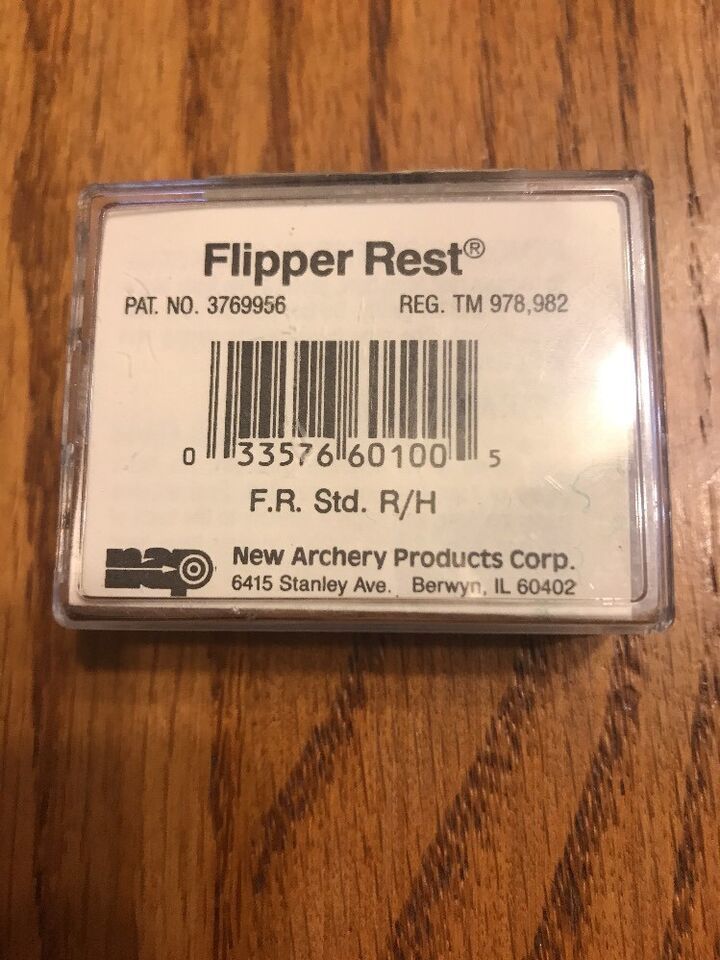 Flipper Rest®
PAT. NO. 3769956 REG. TM 978,982
0 33576 60100 5
F.R. Std. R/H
nap New Archery Products Corp.
6415 Stanley Ave. Berwyn, IL 60402